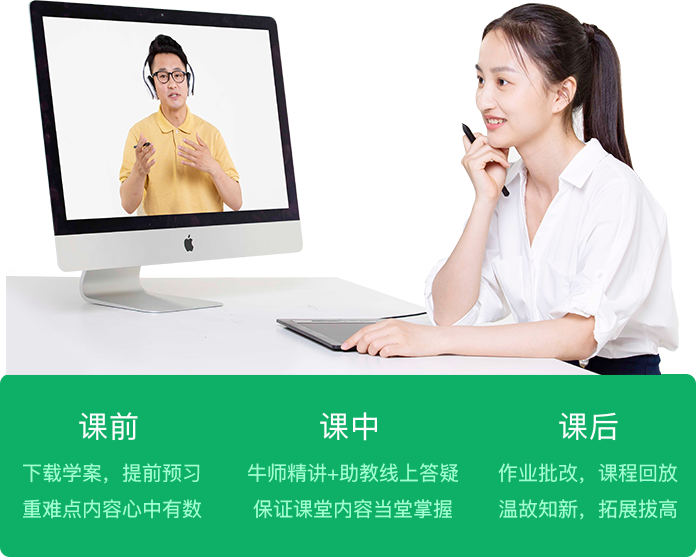 课前
下载学案，提前预习
重难点内容心中有数
课中
牛师精讲+助教线上答疑
保证课堂内容当堂掌握
课后
作业批改，课程回放
温故知新，拓展拔高